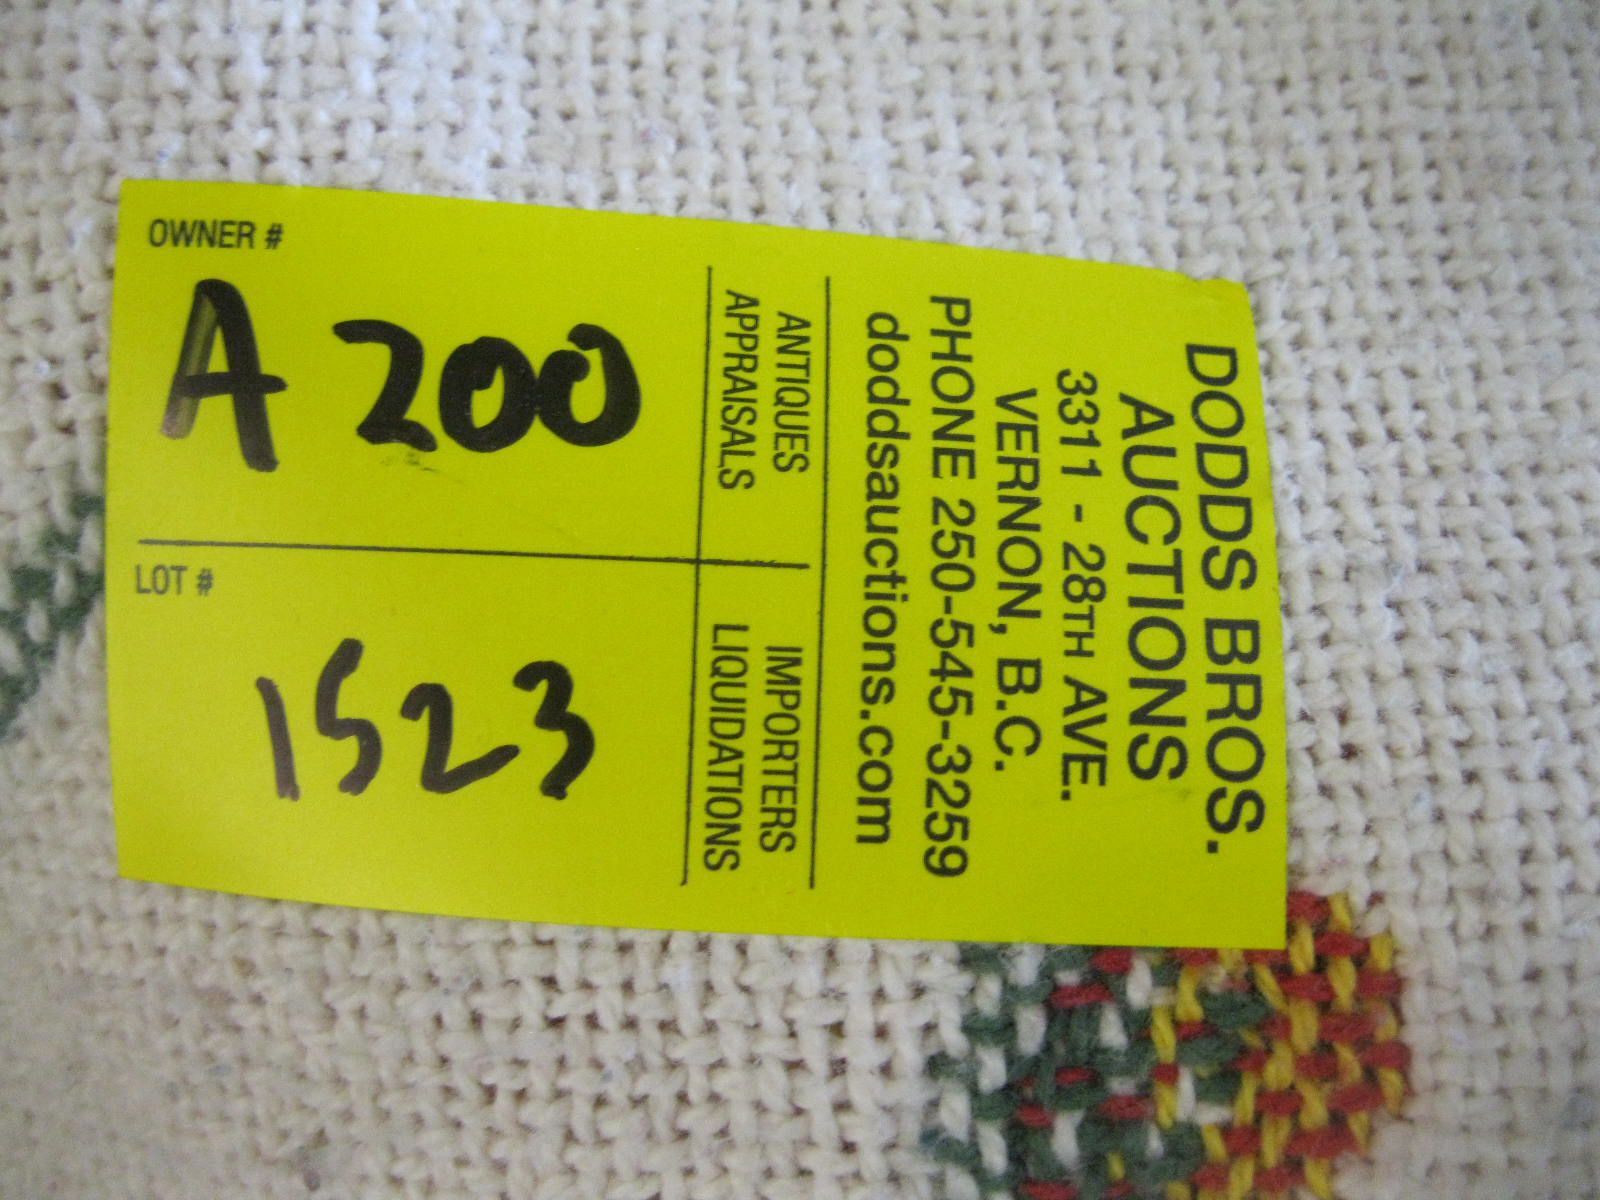 DODDS BROS.
AUCTIONS
3311 - 28TH AVE.
VERNON, B.C.
PHONE 250-545-3259
doddsauctions.com
ANTIQUES
APPRAISALS
IMPORTERS
LIQUIDATIONS
OWNER #
A 200
LOT #
1523